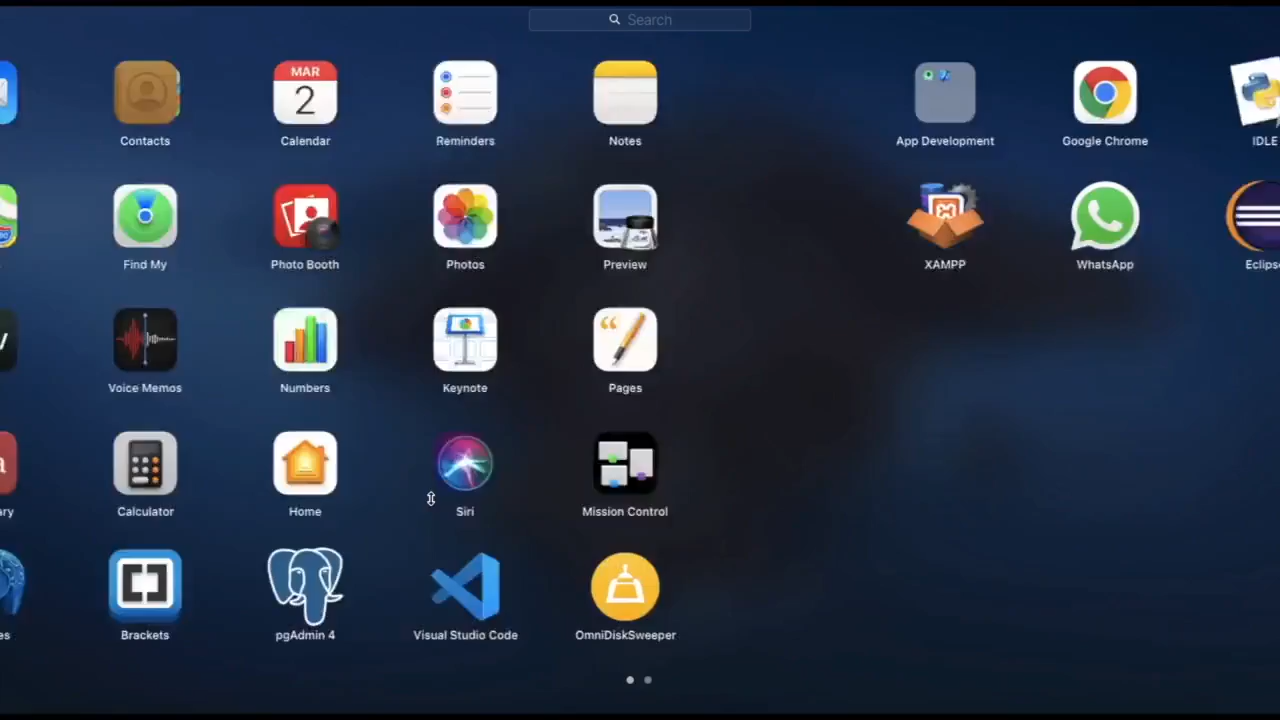 Search
MAR
2
Contacts
Calendar
Reminders
Notes
App Development
Google Chrome
IDLE
Find My
Photo Booth
Photos
Preview
XAMPP
WhatsApp
Eclips
Voice Memos
Numbers
Keynote
Pages
Calculator
Home
Siri
Mission Control
Brackets
pgAdmin 4
Visual Studio Code
OmniDiskSweeper